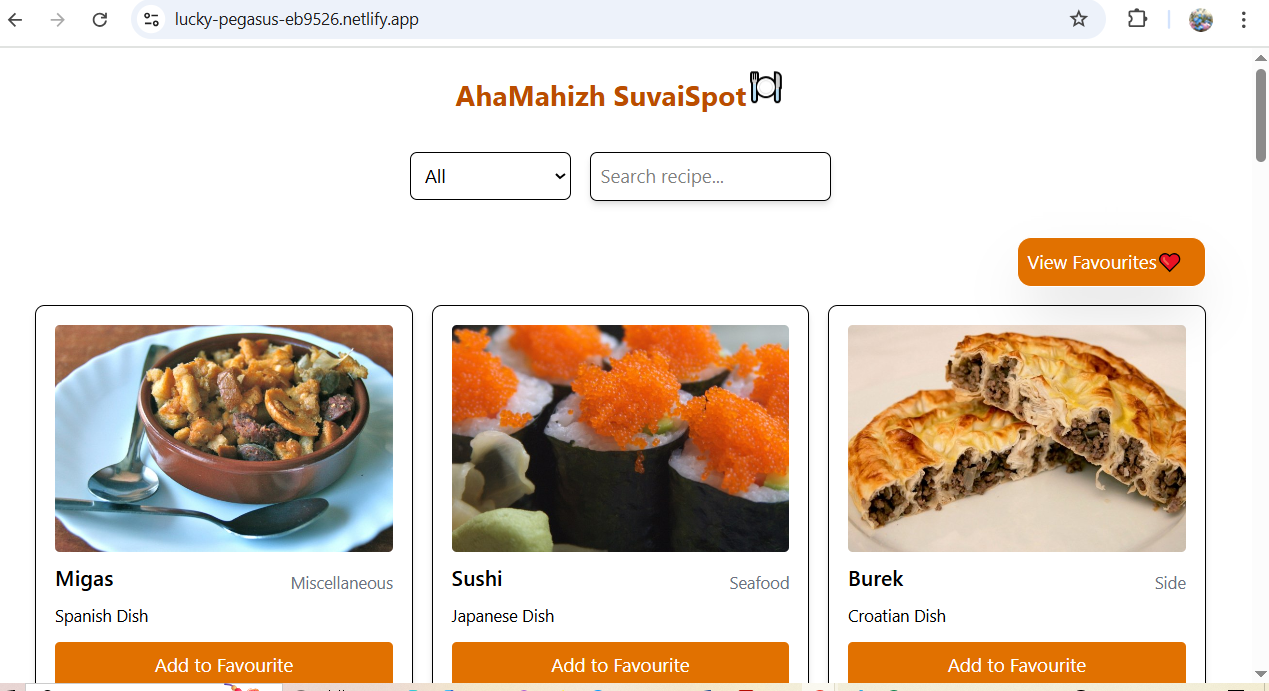 lucky-pegasus-eb9526.netlify.app
AhaMahizh SuvaiSpot🍽
All
Search recipe...
View Favourites❤
Migas Miscellaneous
Spanish Dish
Add to Favourite
Sushi Seafood
Japanese Dish
Add to Favourite
Burek Side
Croatian Dish
Add to Favourite